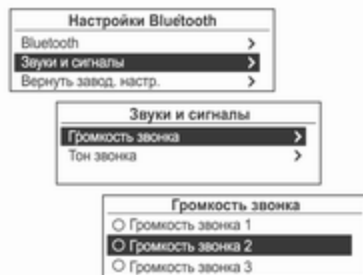 Настройки Bluetooth
Bluetooth
Звуки и сигналы
Вернуть завод. настр.
Звуки и сигналы
Громкость звонка
Тон звонка
Громкость звонка
Громкость звонка 1
Громкость звонка 2
Громкость звонка 3